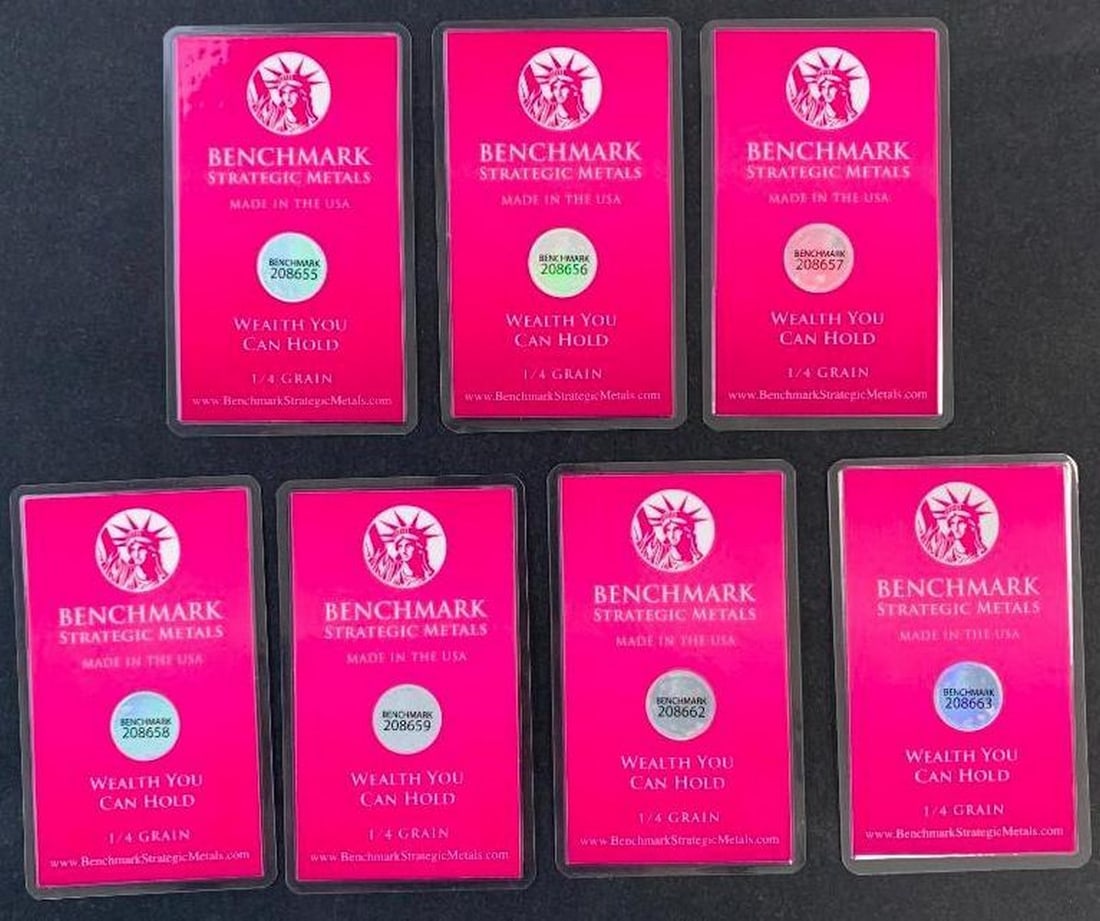 BENCHMARK
STRATEGIC METALS
MADE IN THE USA
BENCHMARK
208655
WEALTH YOU
CAN HOLD
1/4 GRAIN
www.BenchmarkStrategicMetals.com
BENCHMARK
STRATEGIC METALS
MADE IN THE USA
BENCHMARK
208656
WEALTH YOU
CAN HOLD
1/4 GRAIN
www.BenchmarkStrategicMetals.com
BENCHMARK
STRATEGIC METALS
MADE IN THE USA
BENCHMARK
208657
WEALTH YOU
CAN HOLD
1/4 GRAIN
www.BenchmarkStrategicMetals.com
BENCHMARK
STRATEGIC METALS
MADE IN THE USA
BENCHMARK
208658
WEALTH YOU
CAN HOLD
1/4 GRAIN
www.BenchmarkStrategicMetals.com
BENCHMARK
STRATEGIC METALS
MADE IN THE USA
BENCHMARK
208659
WEALTH YOU
CAN HOLD
1/4 GRAIN
www.BenchmarkStrategicMetals.com
BENCHMARK
STRATEGIC METALS
MADE IN THE USA
BENCHMARK
208662
WEALTH YOU
CAN HOLD
1/4 GRAIN
www.BenchmarkStrategicMetals.com
BENCHMARK
STRATEGIC METALS
MADE IN THE USA
BENCHMARK
208663
WEALTH YOU
CAN HOLD
1/4 GRAIN
www.BenchmarkStrategicMetals.com